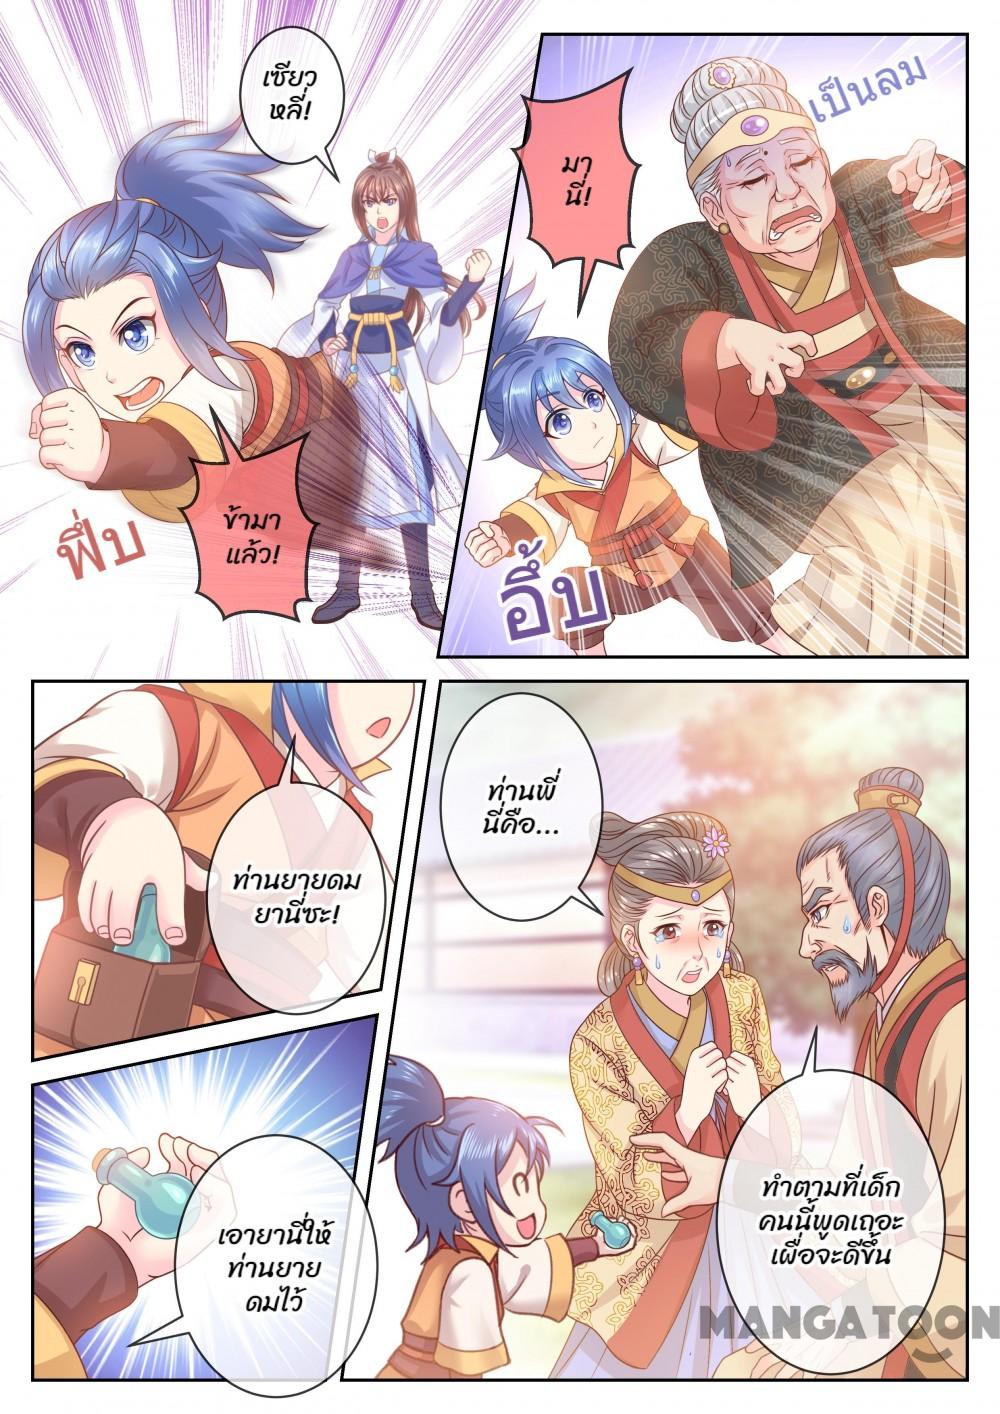 เซียว
หลี่!
ข้ามา
แล้ว!
ฟึ่บ
มา
นี่!
เป็นลม
อึ้บ
ท่านยายดม
ยานี่ซะ!
เอายานี้ให้
ท่านยาย
ดมไว้
ท่านพี่
นี่คือ...
ทำตามที่เด็ก
คนนี้พูดเถอะ
เผื่อจะดีขึ้น
MANGATOON